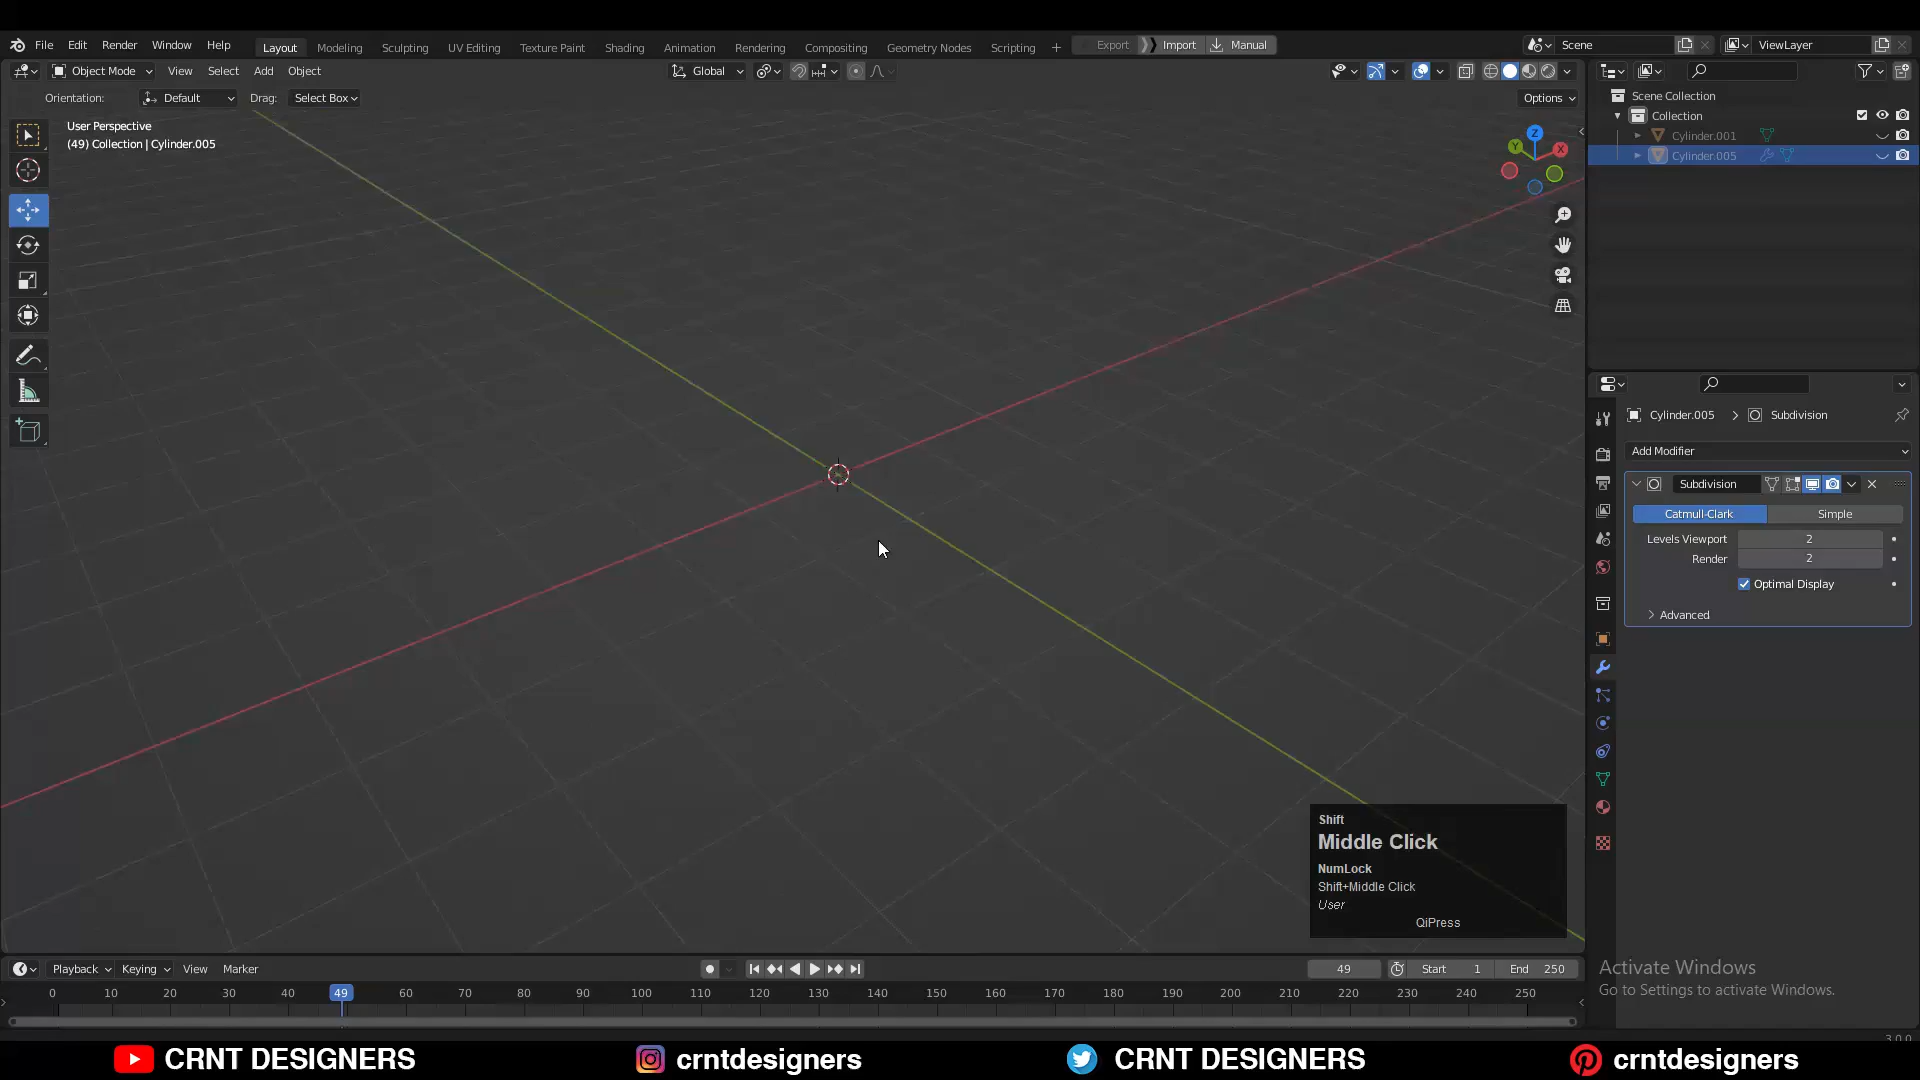 File Edit Render Window Help Layout Modeling Sculpting UV Editing Texture Paint Shading Animation Rendering Compositing Geometry Nodes Scripting + Export Import Manual Scene ViewLayer
Object Mode View Select Add Object Global
Orientation: Default Drag: Select Box Options
User Perspective
(49) Collection | Cylinder.005
Z
Y
X
Scene Collection
Collection
Cylinder.001
Cylinder.005
Cylinder.005 > Subdivision
Add Modifier
Subdivision
Catmull-Clark Simple
Levels Viewport 2
Render 2
Optimal Display
Advanced
Shift
Middle Click
NumLock
Shift+Middle Click
User
QiPress
Playback Keying View Marker 49 Start 1 End 250
0 10 20 30 40 49 60 70 80 90 100 110 120 130 140 150 160 170 180 190 200 210 220 230 240 250
Activate Windows
Go to Settings to activate Windows.
3.0.0
CRNT DESIGNERS crntdesigners CRNT DESIGNERS crntdesigners